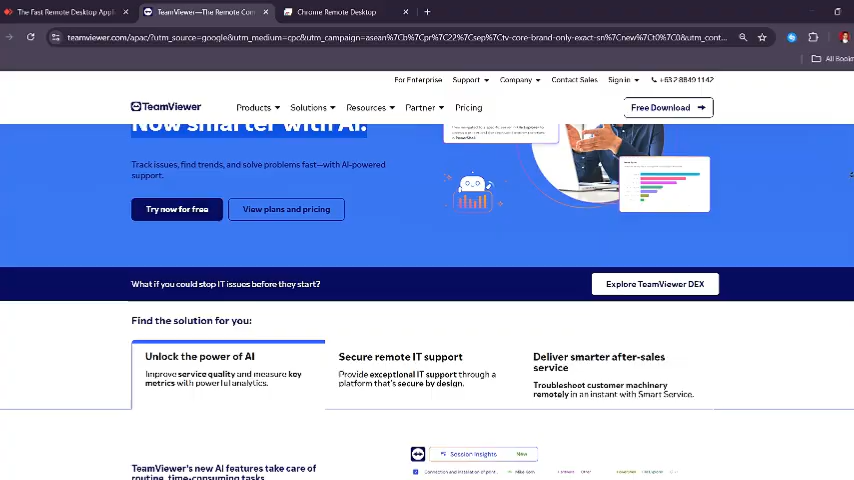 The Fast Remote Desktop Appl
TeamViewer—The Remote Con
Chrome Remote Desktop
teamviewer.com/apac/?utm_source=google&utm_medium=cpc&utm_campaign=asean%7Cb%7Cpr%7C22%7Csep%7Ctv-core-brand-only-exact-sn%7Cnew%7Ct0%7C0&utm_cont...
All Bookm
For Enterprise Support Company Contact Sales Sign in +63 2 8849 1142
TeamViewer Products Solutions Resources Partner Pricing Free Download
Now smarter with AI.
Track issues, find trends, and solve problems fast—with AI-powered
support.
Try now for free View plans and pricing
What if you could stop IT issues before they start? Explore TeamViewer DEX
Find the solution for you:
Unlock the power of AI
Improve service quality and measure key
metrics with powerful analytics.
Secure remote IT support
Provide exceptional IT support through a
platform that's secure by design.
Deliver smarter after-sales
service
Troubleshoot customer machinery
remotely in an instant with Smart Service.
TeamViewer's new AI features take care of
routine, time-consuming tasks
Session Insights New